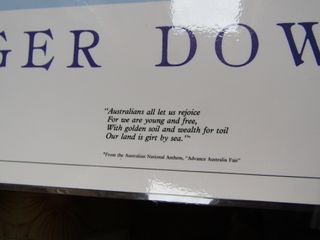 GER DOW
"Australians all let us rejoice
For we are young and free,
With golden soil and wealth for toil
Our land is girt by sea."*
*From the Australian National Anthem, "Advance Australia Fair"